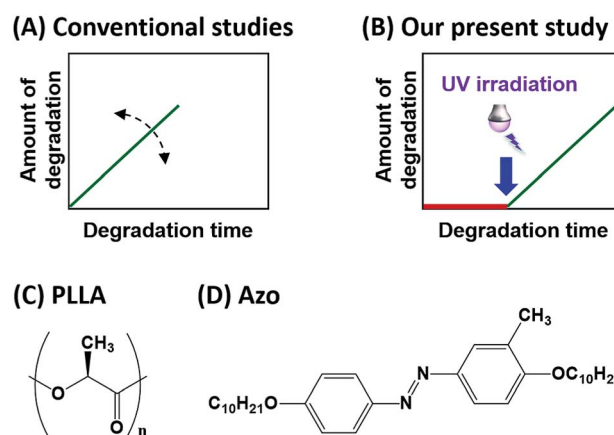 (A) Conventional studies
(B) Our present study
Amount of
degradation
Degradation time
UV irradiation
Amount of
degradation
Degradation time
(C) PLLA
(D) Azo
CH₃
O
O
n
CH₃
N
N
C₁₀H₂₁O
OC₁₀H₂